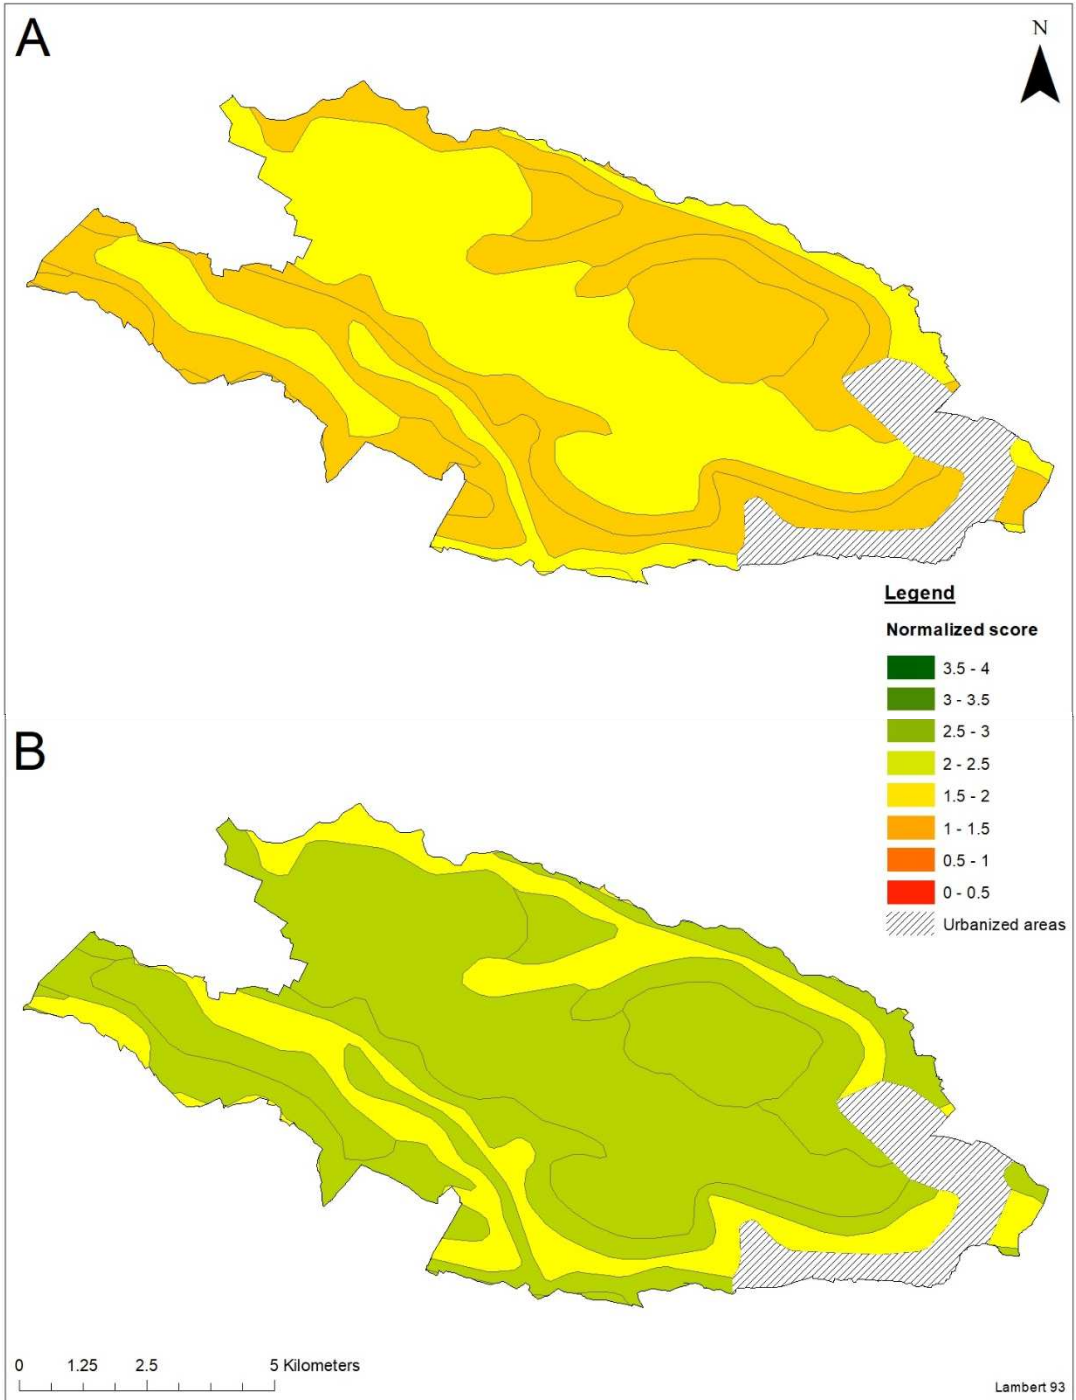 A
N
Legend
Normalized score
3.5 - 4
3 - 3.5
2.5 - 3
2 - 2.5
1.5 - 2
1 - 1.5
0.5 - 1
0 - 0.5
Urbanized areas
B
0 1.25 2.5 5 Kilometers
Lambert 93